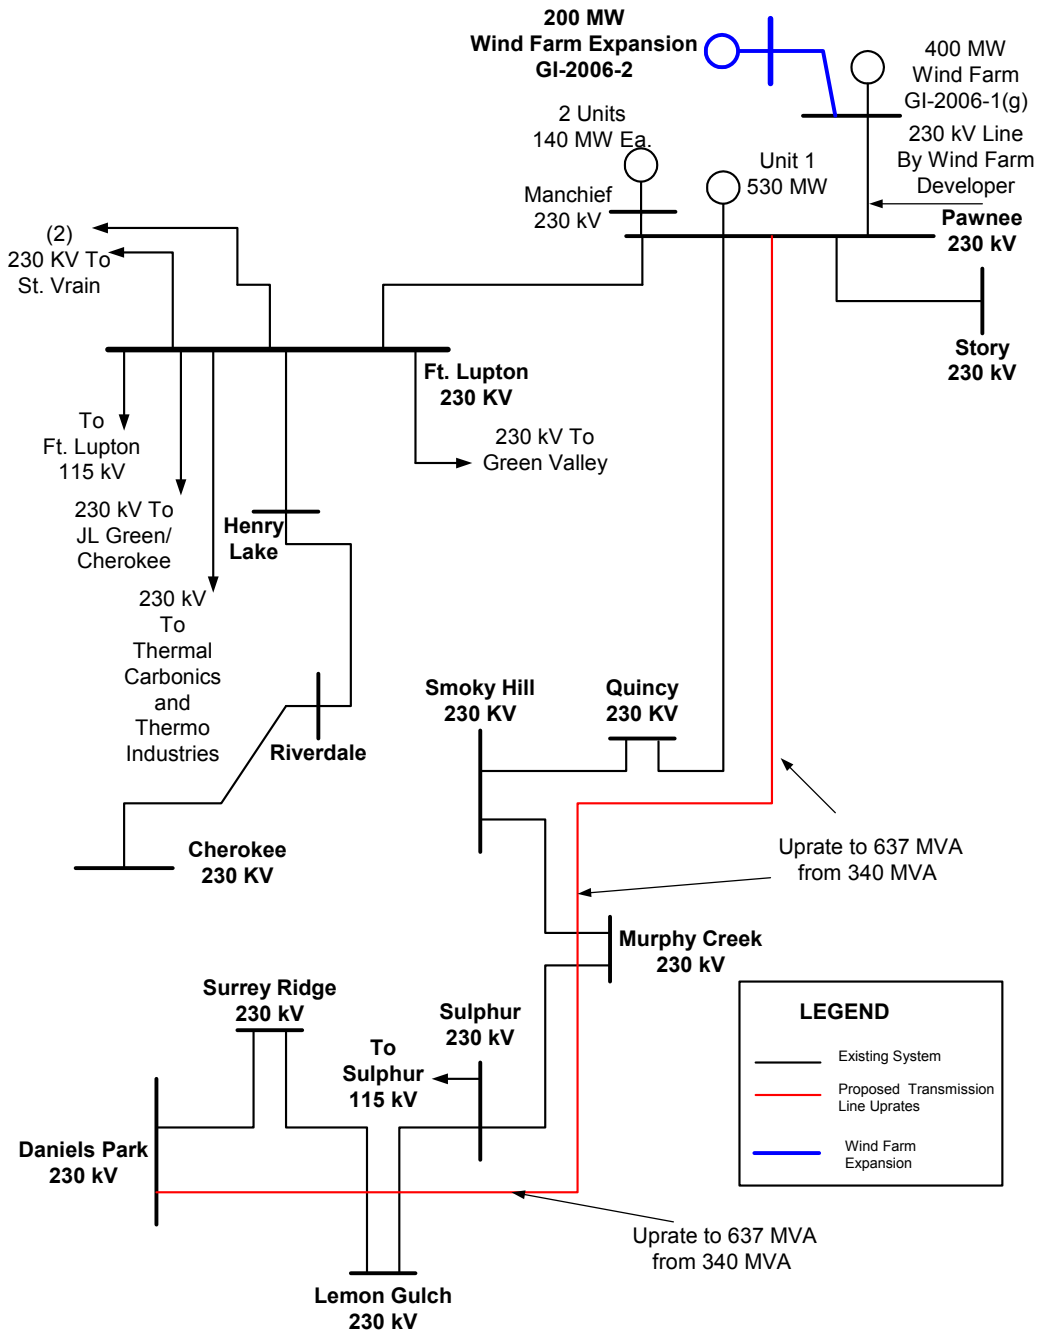 200 MW
Wind Farm Expansion
GI-2006-2
400 MW
Wind Farm
GI-2006-1(g)
2 Units
140 MW Ea.
Unit 1
530 MW
230 kV Line
By Wind Farm
Developer
Manchief
230 kV
Pawnee
230 kV
(2)
230 KV To
St. Vrain
Story
230 kV
Ft. Lupton
230 KV
To
Ft. Lupton
115 kV
230 kV To
Green Valley
230 kV To
JL Green/
Cherokee
Henry
Lake
230 kV
To
Thermal
Carbonics
and
Thermo
Industries
Riverdale
Smoky Hill
230 KV
Quincy
230 KV
Cherokee
230 KV
Uprate to 637 MVA
from 340 MVA
Murphy Creek
230 kV
Surrey Ridge
230 kV
Sulphur
230 kV
To
Sulphur
115 kV
Daniels Park
230 kV
LEGEND
Existing System
Proposed Transmission
Line Uprates
Wind Farm
Expansion
Uprate to 637 MVA
from 340 MVA
Lemon Gulch
230 kV